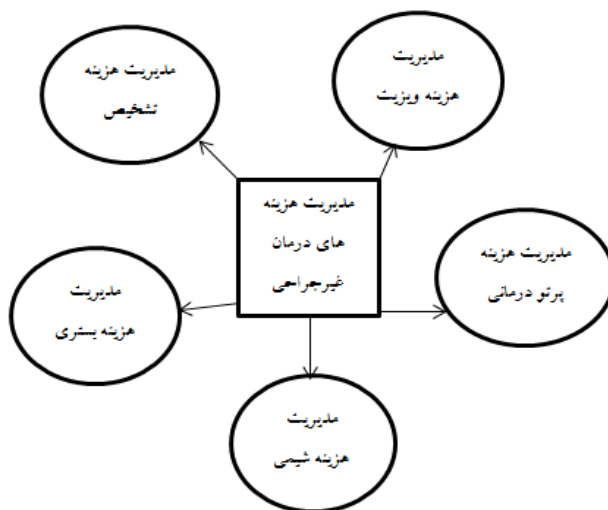 مدیریت
هزینه ویزیت
مدیریت هزینه
تشخیص
مدیریت هزینه
های درمان
غیرجراحی
مدیریت هزینه
پرتو درمانی
مدیریت
هزینه بستری
مدیریت
هزینه شیمی